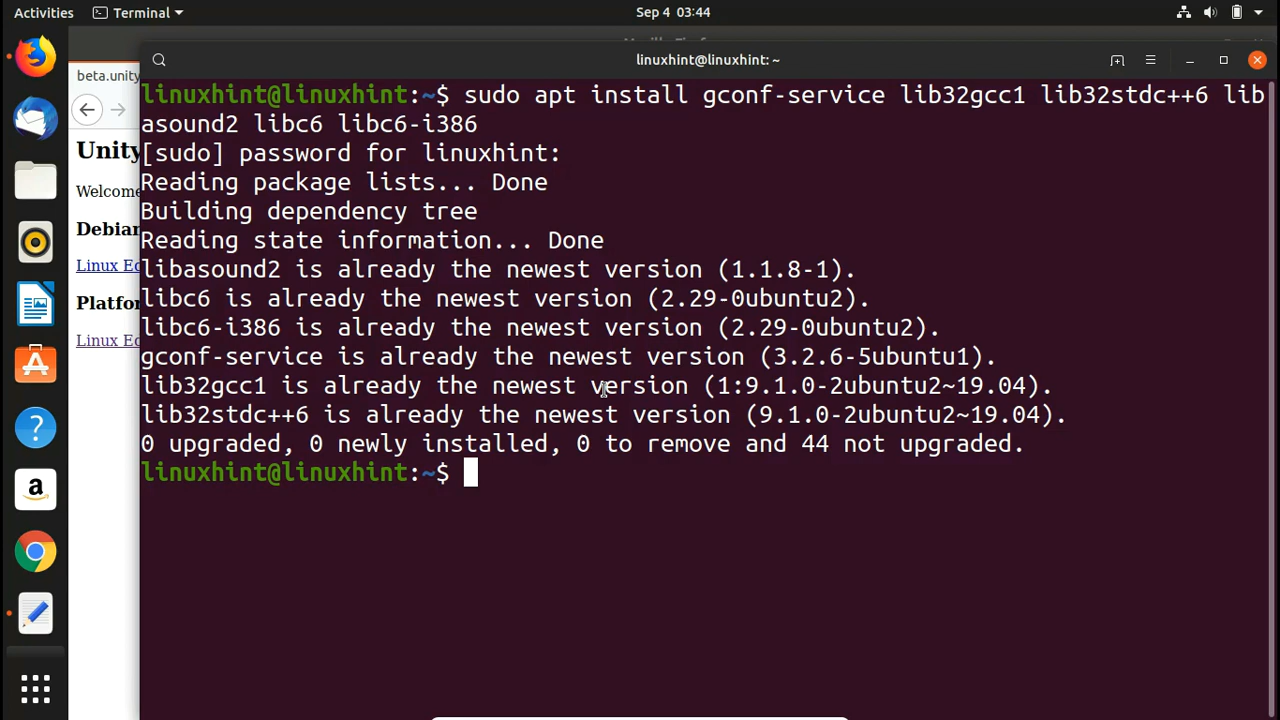 Activities
Terminal
Sep 4 03:44
linuxhint@linuxhint: ~
beta.unity
Unity
Welcome
Debian
Linux Ed
Platfor
Linux Ed
linuxhint@linuxhint:~$ sudo apt install gconf-service lib32gcc1 lib32stdc++6 lib
asound2 libc6 libc6-i386
[sudo] password for linuxhint:
Reading package lists... Done
Building dependency tree
Reading state information... Done
libasound2 is already the newest version (1.1.8-1).
libc6 is already the newest version (2.29-0ubuntu2).
libc6-i386 is already the newest version (2.29-0ubuntu2).
gconf-service is already the newest version (3.2.6-5ubuntu1).
lib32gcc1 is already the newest version (1:9.1.0-2ubuntu2~19.04).
lib32stdc++6 is already the newest version (9.1.0-2ubuntu2~19.04).
0 upgraded, 0 newly installed, 0 to remove and 44 not upgraded.
linuxhint@linuxhint:~$